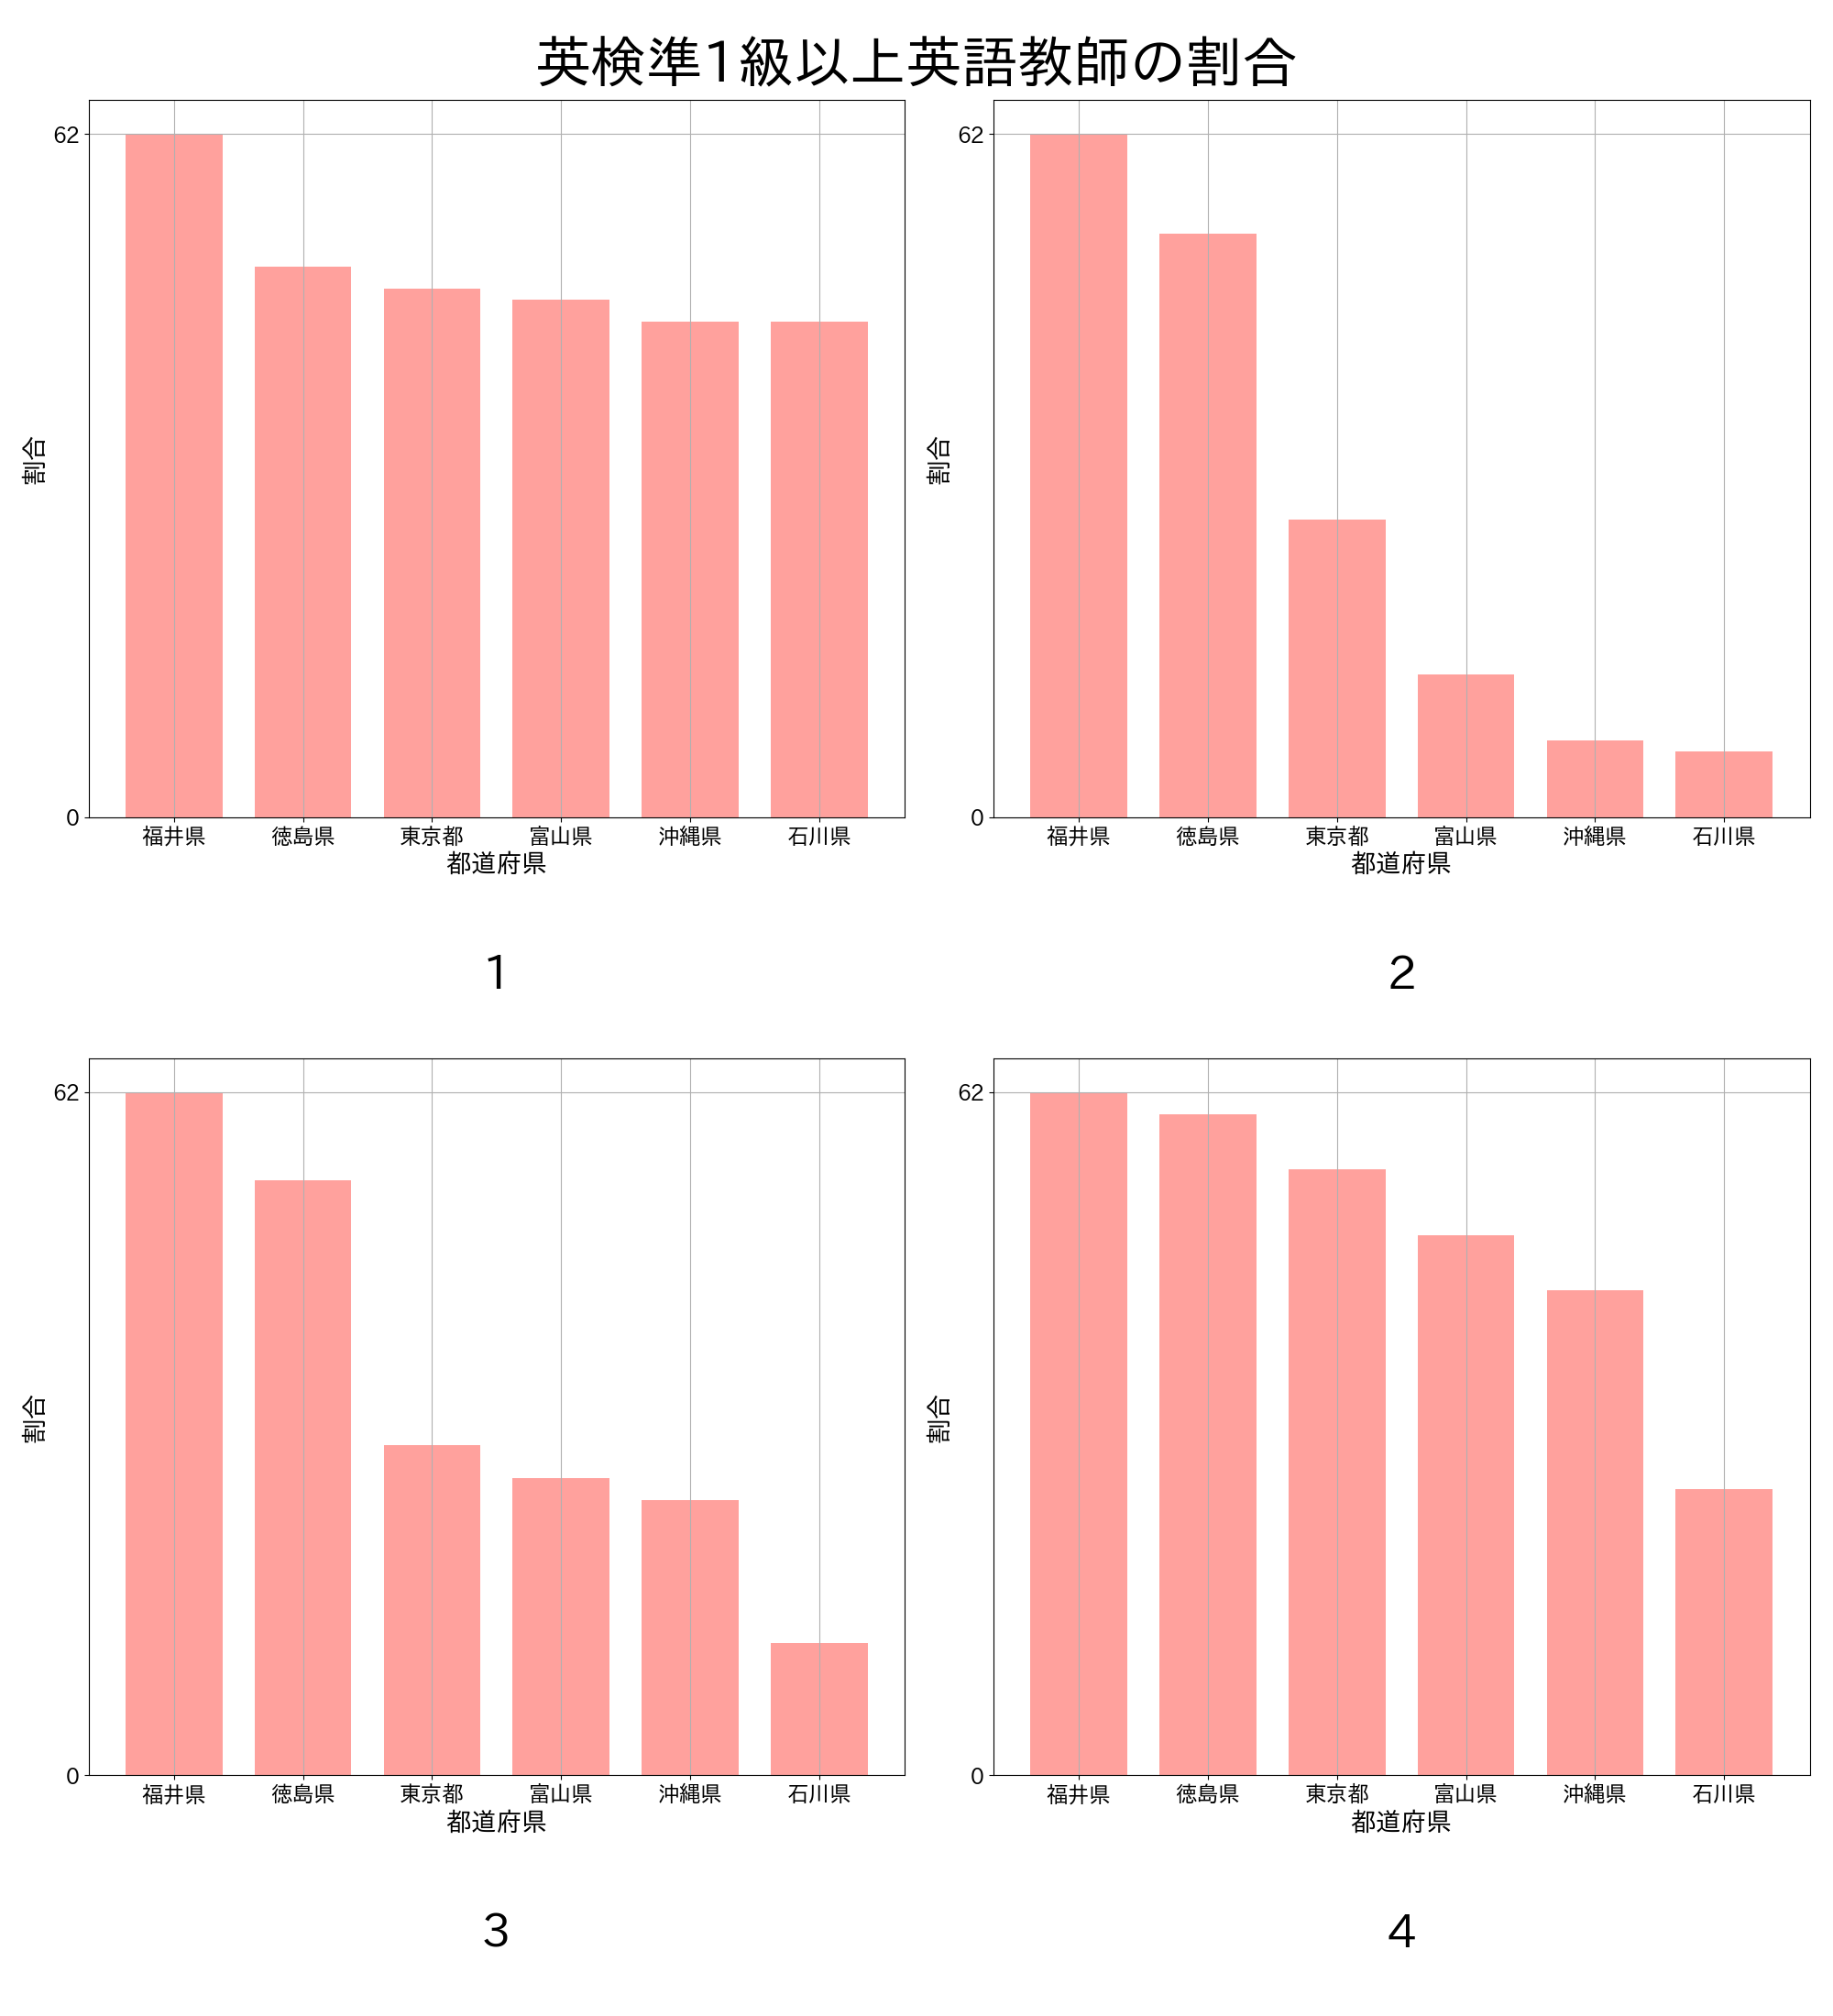 英検準1級以上英語教師の割合
62
0
割合
福井県 徳島県 東京都 富山県 沖縄県 石川県
都道府県
1
62
0
割合
福井県 徳島県 東京都 富山県 沖縄県 石川県
都道府県
2
62
0
割合
福井県 徳島県 東京都 富山県 沖縄県 石川県
都道府県
3
62
0
割合
福井県 徳島県 東京都 富山県 沖縄県 石川県
都道府県
4